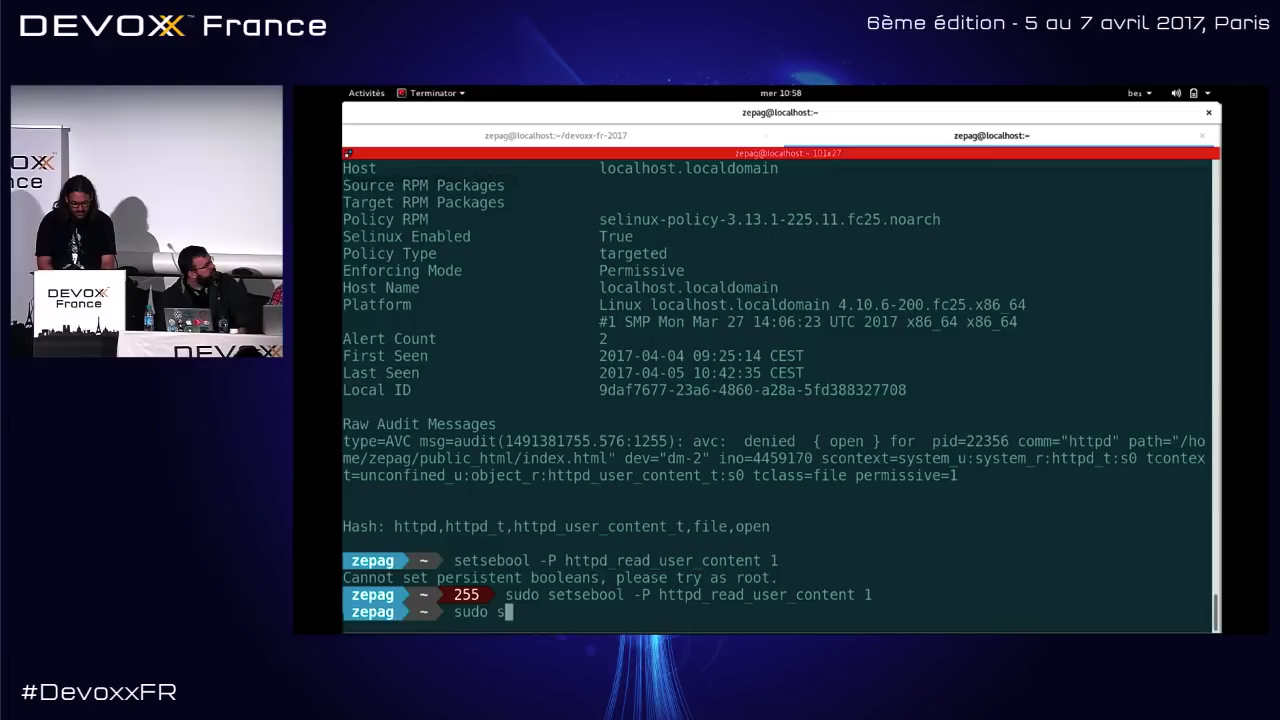 DEVOXX™ France
6ème édition - 5 au 7 avril 2017, Paris
Activités
Terminator
mer 10:58
be₁
zepag@localhost:~
zepag@localhost:~/devoxx-fr-2017
zepag@localhost:~
zepag@localhost:~ 101x27
Host localhost.localdomain
Source RPM Packages
Target RPM Packages
Policy RPM selinux-policy-3.13.1-225.11.fc25.noarch
Selinux Enabled True
Policy Type targeted
Enforcing Mode Permissive
Host Name localhost.localdomain
Platform Linux localhost.localdomain 4.10.6-200.fc25.x86_64
#1 SMP Mon Mar 27 14:06:23 UTC 2017 x86_64 x86_64
Alert Count 2
First Seen 2017-04-04 09:25:14 CEST
Last Seen 2017-04-05 10:42:35 CEST
Local ID 9daf7677-23a6-4860-a28a-5fd388327708
Raw Audit Messages
type=AVC msg=audit(1491381755.576:1255): avc: denied { open } for pid=22356 comm="httpd" path="/ho
me/zepag/public_html/index.html" dev="dm-2" ino=4459170 scontext=system_u:system_r:httpd_t:s0 tcontex
t=unconfined_u:object_r:httpd_user_content_t:s0 tclass=file permissive=1
Hash: httpd,httpd_t,httpd_user_content_t,file,open
zepag ~ setsebool -P httpd_read_user_content 1
Cannot set persistent booleans, please try as root.
zepag ~ 255 sudo setsebool -P httpd_read_user_content 1
zepag ~ sudo s
DEVOXX
France
#DevoxxFR